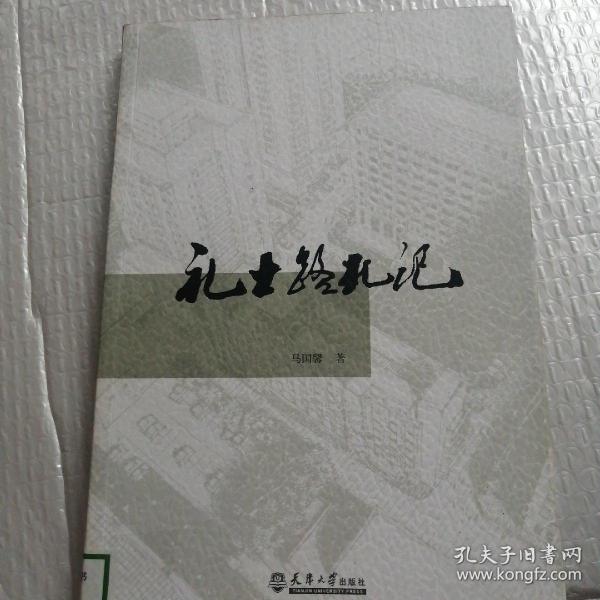 礼士路札记
马国馨 著
书
天津大学出版社
TIANJIN UNIVERSITY PRESS
孔夫子旧书网
www.kongfz.com